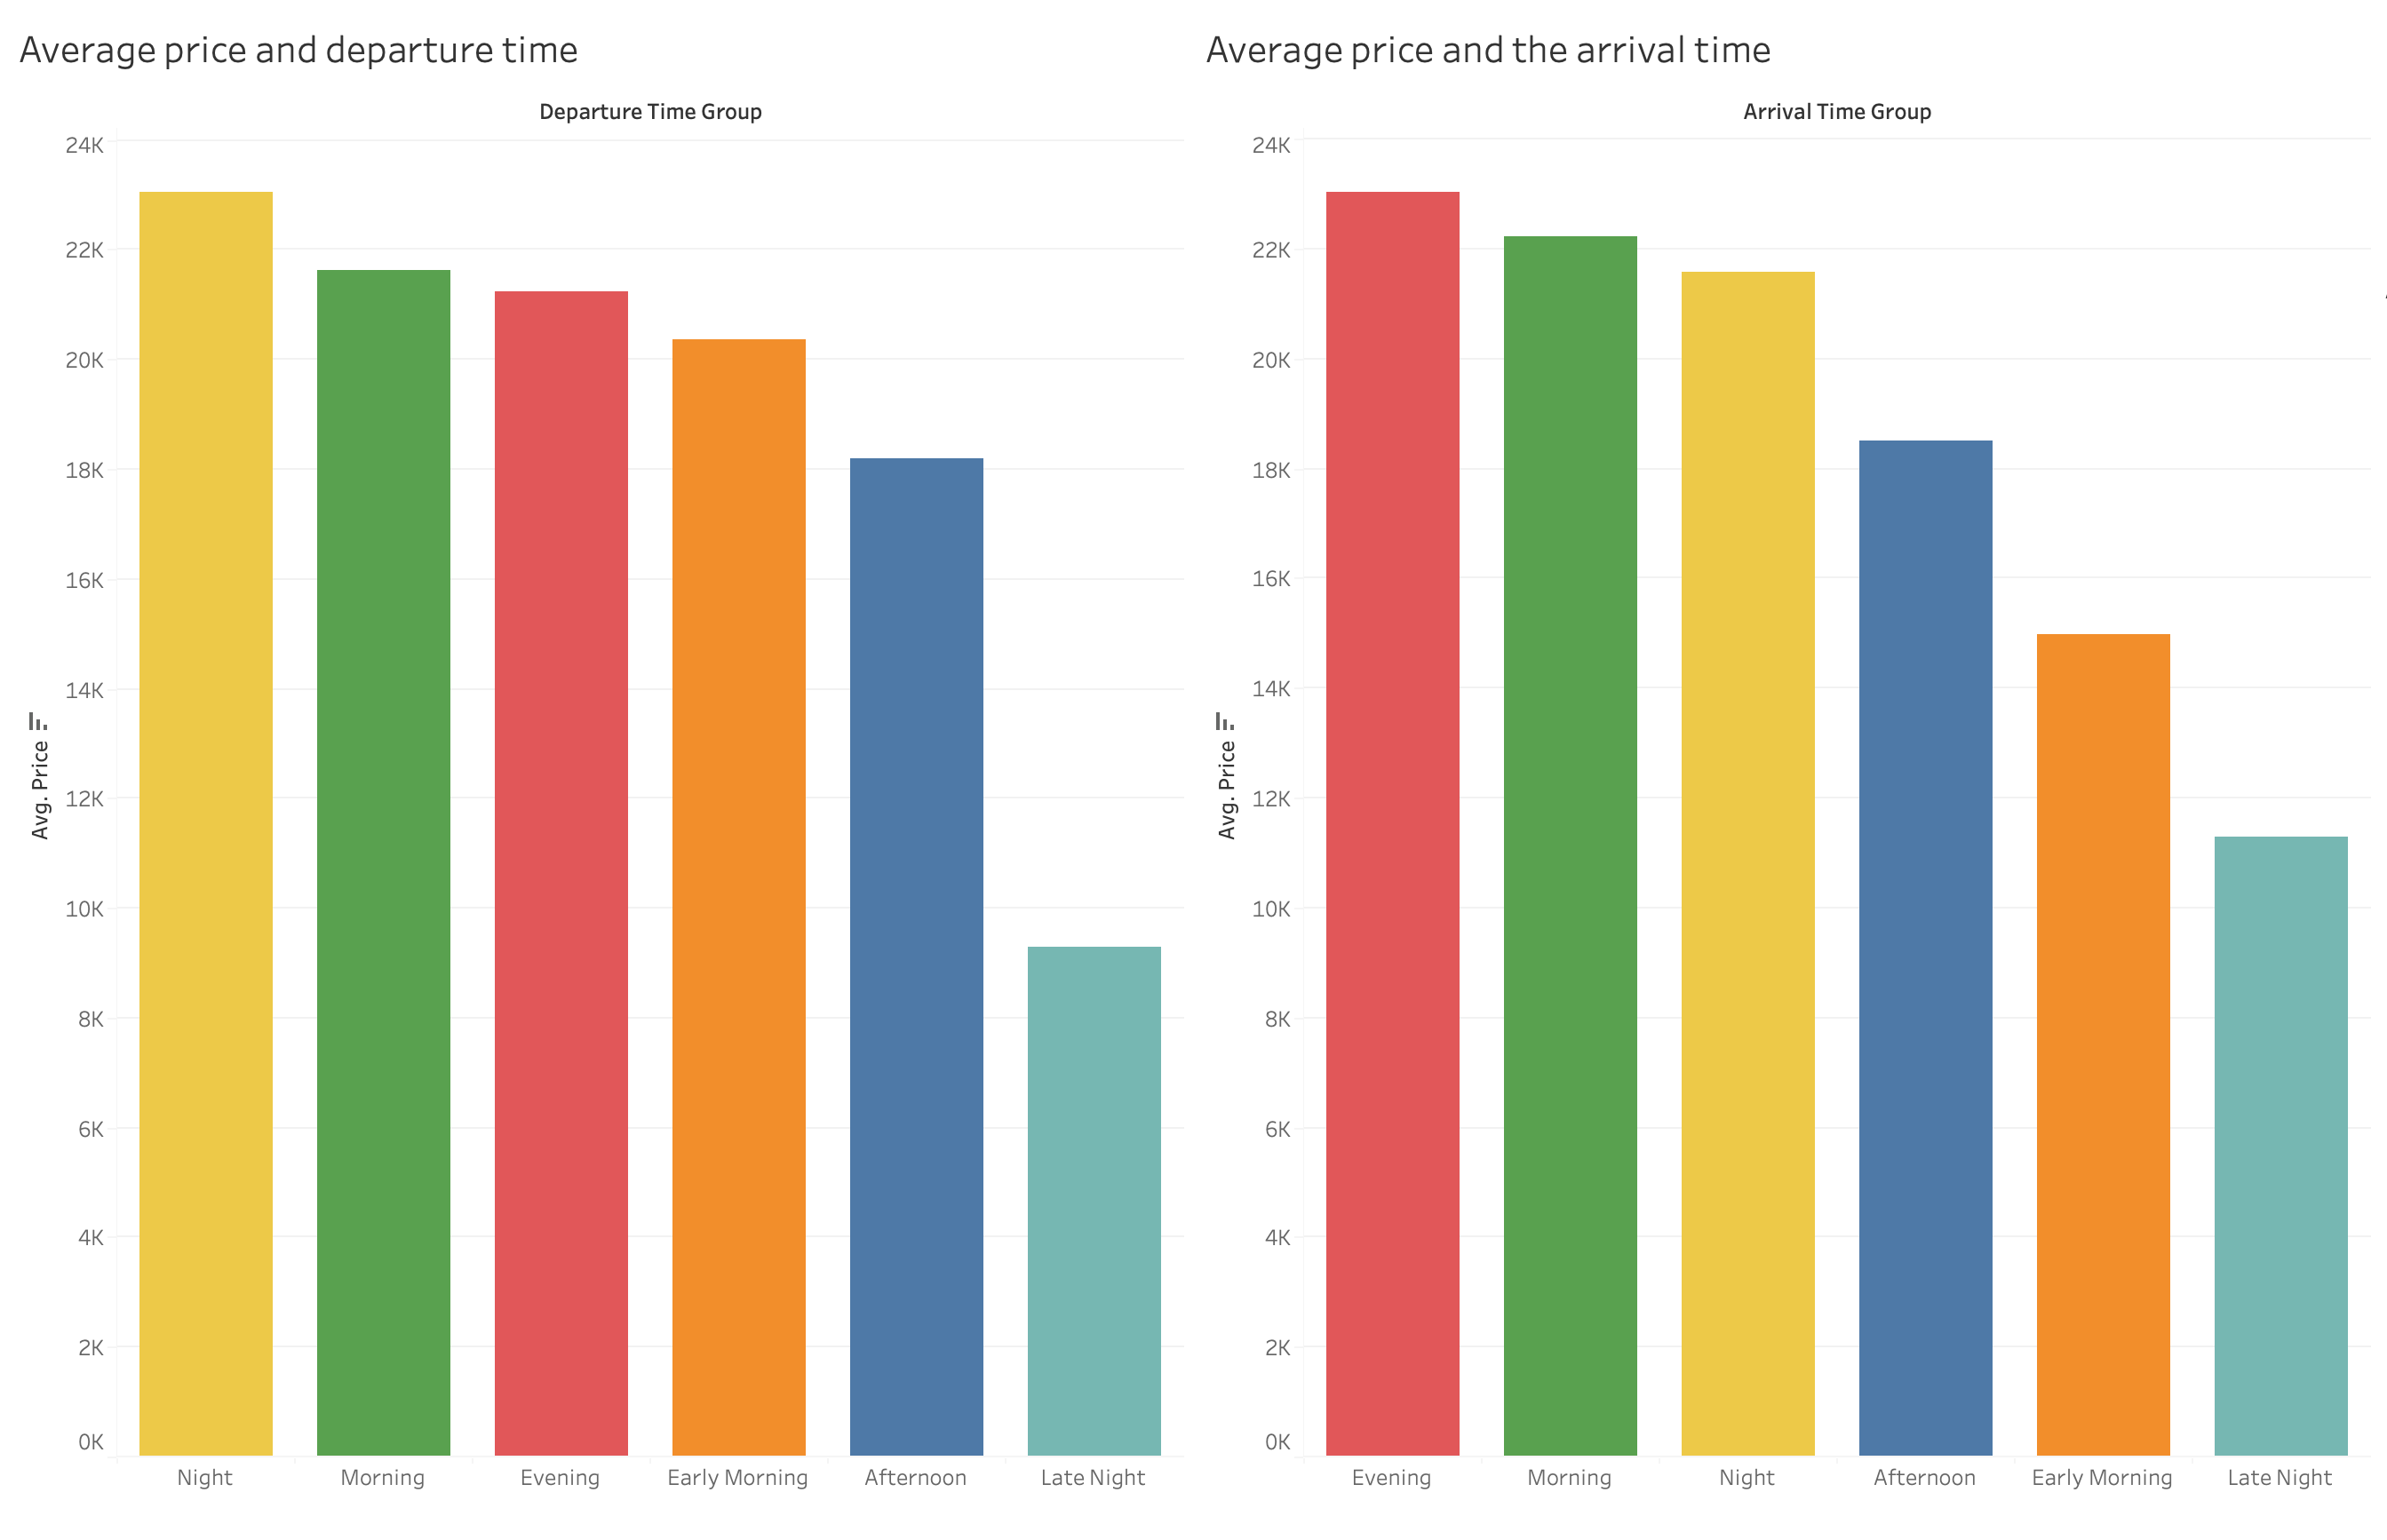 Average price and departure time
Departure Time Group
24K
22K
20K
18K
16K
14K
12K
10K
8K
6K
4K
2K
0K
Avg. Price
Night Morning Evening Early Morning Afternoon Late Night
Average price and the arrival time
Arrival Time Group
24K
22K
20K
18K
16K
14K
12K
10K
8K
6K
4K
2K
0K
Avg. Price
Evening Morning Night Afternoon Early Morning Late Night